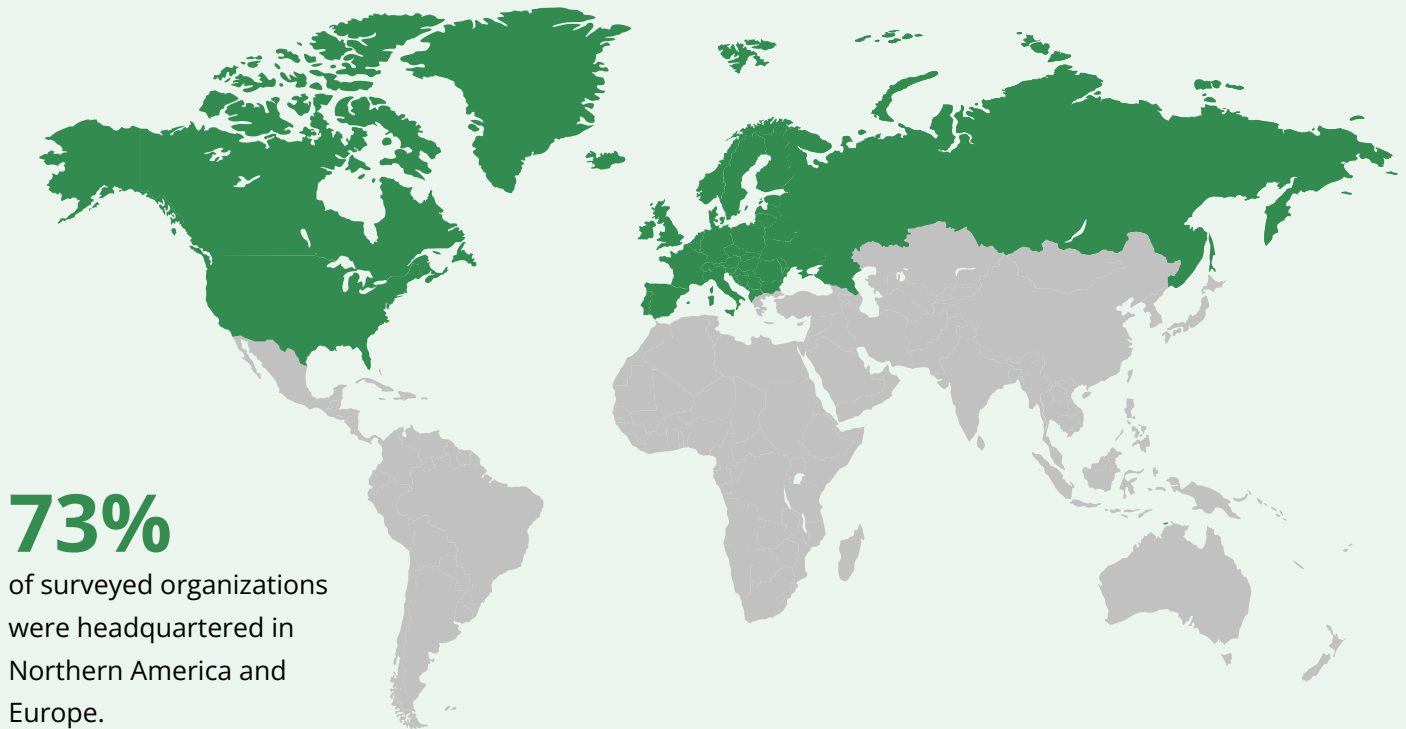 73%
of surveyed organizations
were headquartered in
Northern America and
Europe.